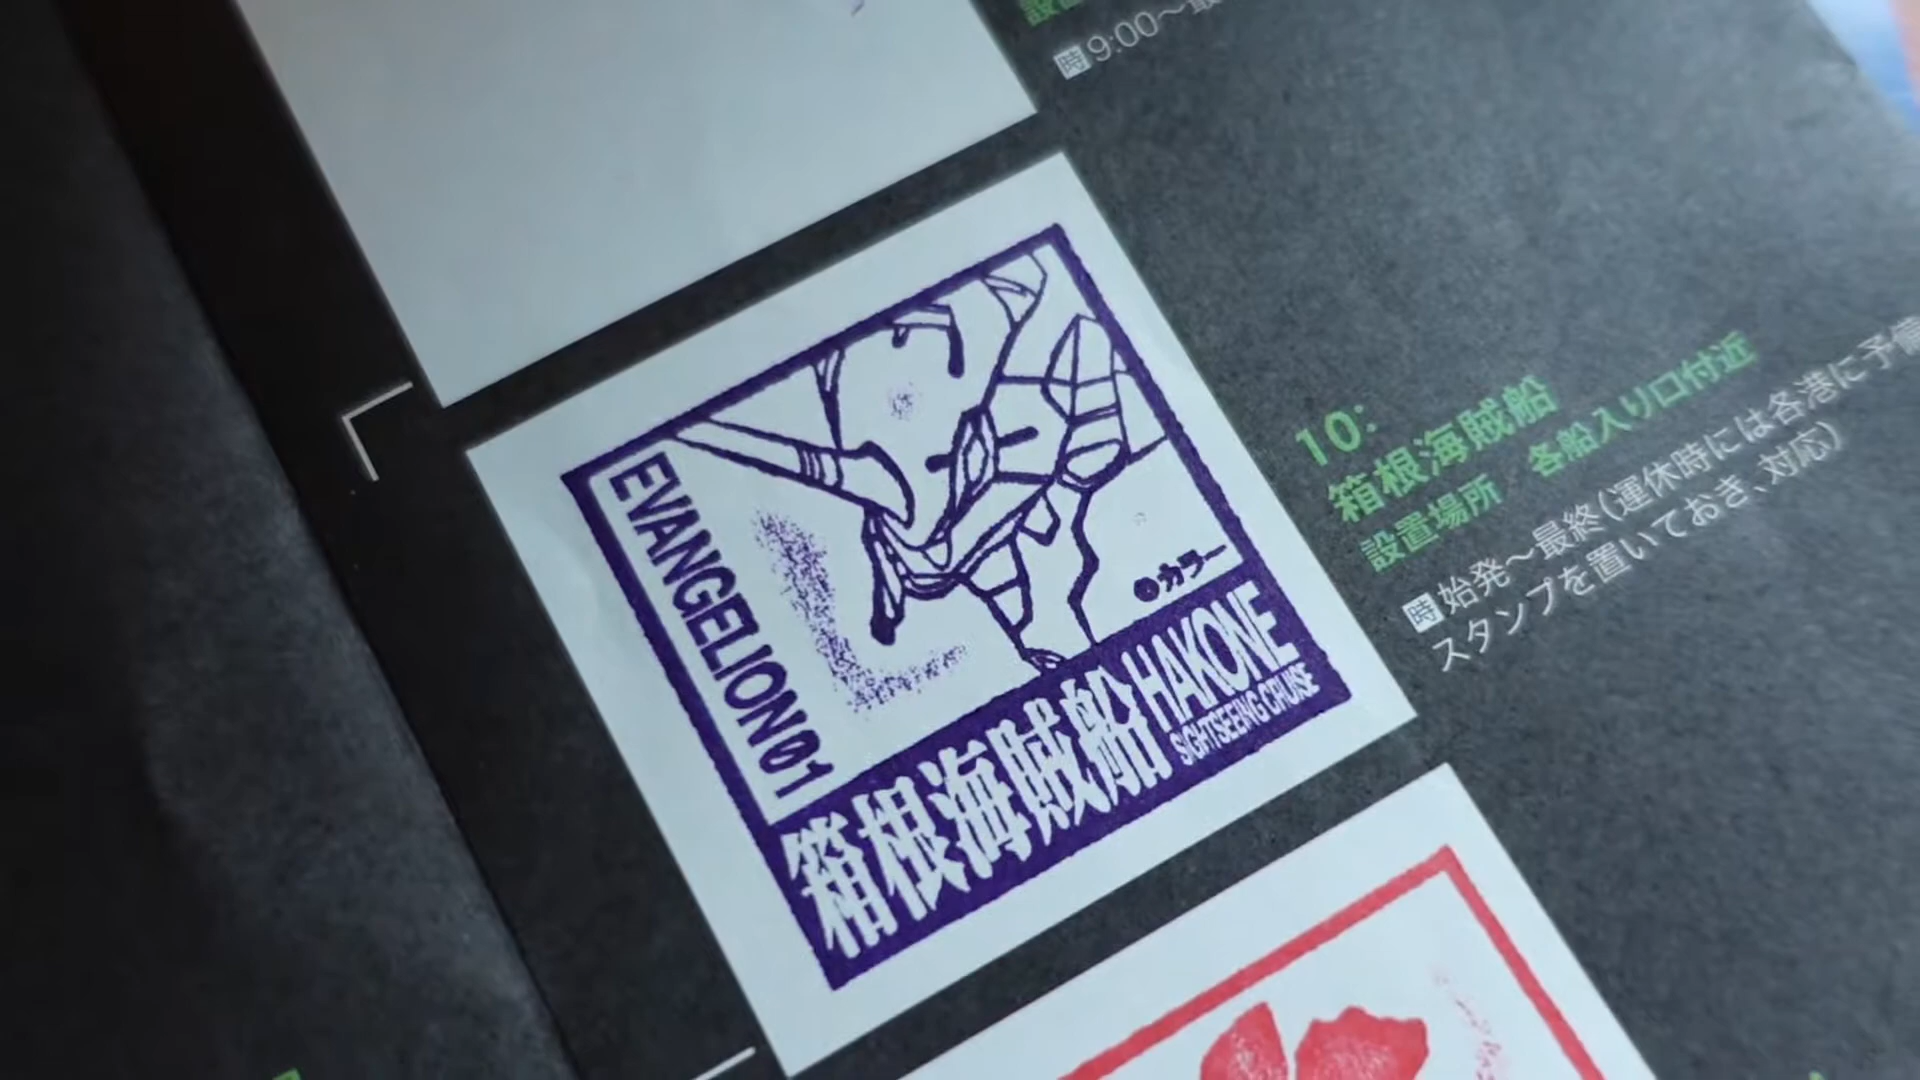 時9:00～
EVANGELION 01
©カラー
箱根海賊船
HAKONE
SIGHTSEEING CRUISE
10:
箱根海賊船
設置場所 各船入り口付近
時 始発～最終(運休時には各港に予備
スタンプを置いておき、対応)